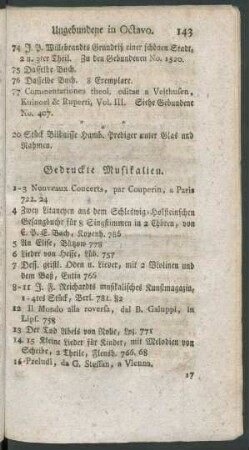 Ungebundene in Octavo. 143
74 J. P. Willebrandts Grundriß einer schönen Stadt,
2 u. 3ter Theil. Zu den Gebundenen No. 1520.
75 Dasselbe Buch.
76 Dasselbe Buch. 8 Exemplare.
77 Commentationes theol. editae a Velthusen,
Kuinoel & Ruperti, Vol. III. Siehe Gebundene
No. 407.
20 Stück Bildnisse Hamb. Prediger unter Glas und
Rahmen.
Gedruckte Musikalien.
1-3 Nouveaux Concerts, par Couperin, a Paris
722. 24
4 Zwey Litaneyen aus dem Schleswig-Holsteinschen
Gesangbuche für 8 Singstimmen in 2 Chören, von
C. P. E. Bach, Kopenh. 786
5 An Elise, Bützow 778
6 Lieder von Hesse, Lüb. 757
7 Dess. geistl. Oden u. Lieder, mit 2 Violinen und
dem Baß, Eutin 766
8-11 J. F. Reichardts musikalisches Kunstmagazin,
1-4tes Stück, Berl. 781. 82
12 Il Mondo alla roversa, dal B. Galuppi, in
Lips. 758
13 Der Tod Abels von Rolle, Lpz. 771
14. 15 Kleine Lieder für Kinder, mit Melodien von
Scheibe, 2 Theile, Flensb. 766. 68
16 Preludi, da G. Steffan, a Vienna.
17